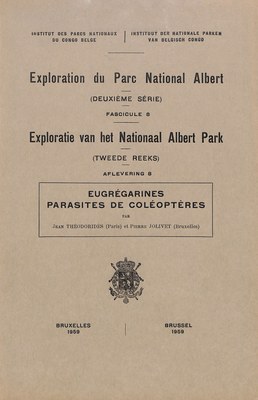 INSTITUT DES PARCS NATIONAUX
DU CONGO BELGE
INSTITUUT DER NATIONALE PARKEN
VAN BELGISCH CONGO
Exploration du Parc National Albert
(DEUXIÈME SÉRIE)
FASCICULE 8
Exploratie van het Nationaal Albert Park
(TWEEDE REEKS)
AFLEVERING 8
EUGRÉGARINES
PARASITES DE COLÉOPTÈRES
PAR
Jean THÉODORIDÈS (Paris) et Pierre JOLIVET (Bruxelles)
BRUXELLES
1959
BRUSSEL
1959